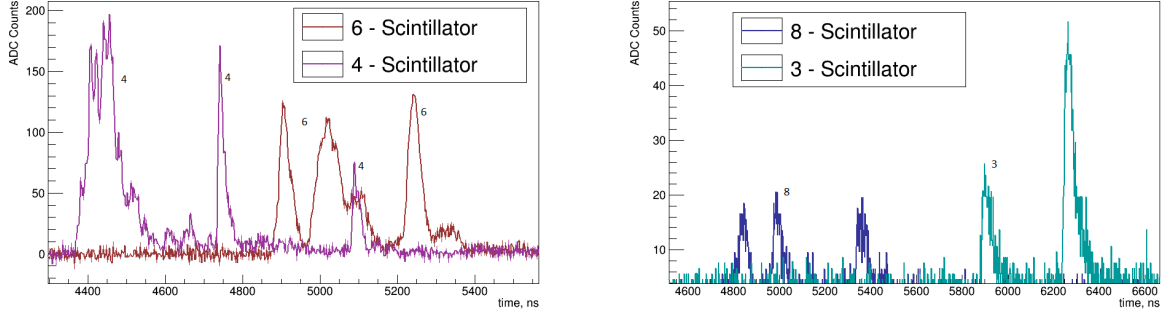 ADC Counts
200
150
100
50
0
6 - Scintillator
4 - Scintillator
4
4
6
4
6
4400 4600 4800 5000 5200 5400
time, ns
ADC Counts
50
40
30
20
10
8 - Scintillator
3 - Scintillator
8
3
4600 4800 5000 5200 5400 5600 5800 6000 6200 6400 6600
time, ns